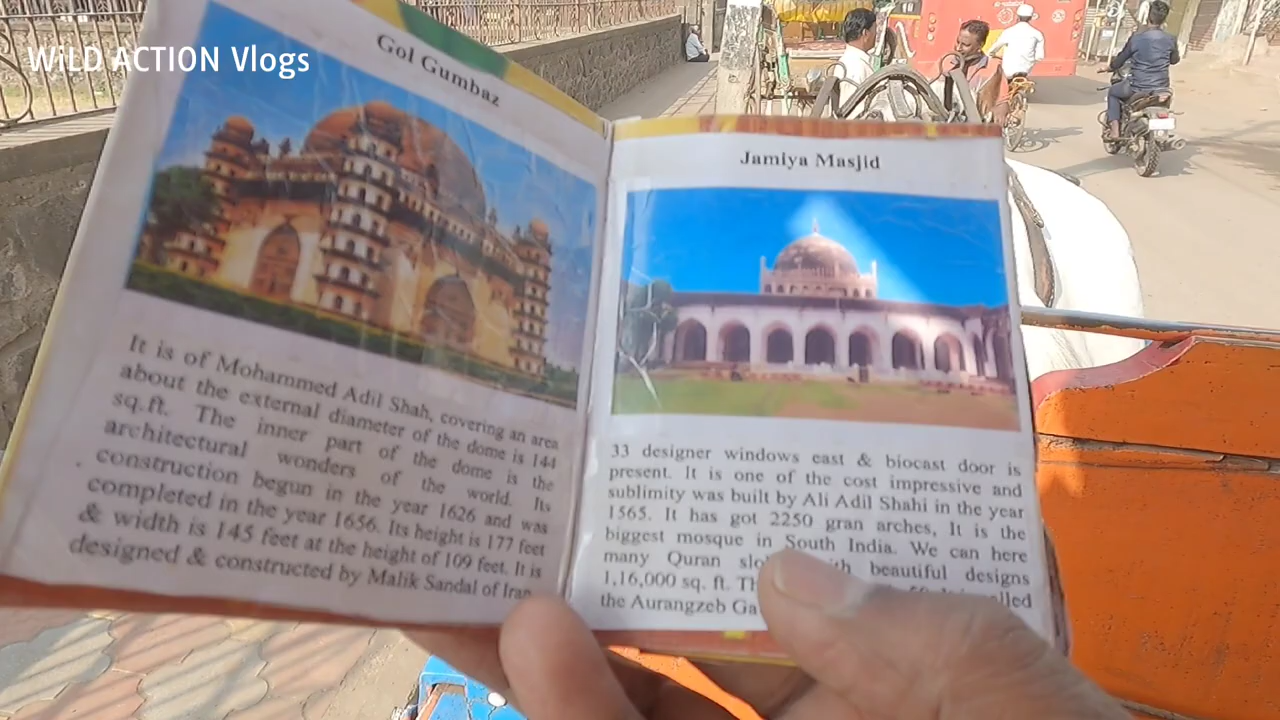 WiLD ACTION Vlogs
Gol Gumbaz
It is of Mohammed Adil Shah, covering an area
about the external diameter of the dome is 144
sq.ft. The inner part of the dome is the
architectural wonders of the world. Its
construction begun in the year 1626 and was
completed in the year 1656. Its height is 177 feet
& width is 145 feet at the height of 109 feet. It is
designed & constructed by Malik Sandal of Iran
Jamiya Masjid
33 designer windows east & biocast door is
present. It is one of the cost impressive and
sublimity was built by Ali Adil Shahi in the year
1565. It has got 2250 gran arches, It is the
biggest mosque in South India. We can here
many Quran beautiful designs
1,16,000 sq. ft.
the Aurangzeb